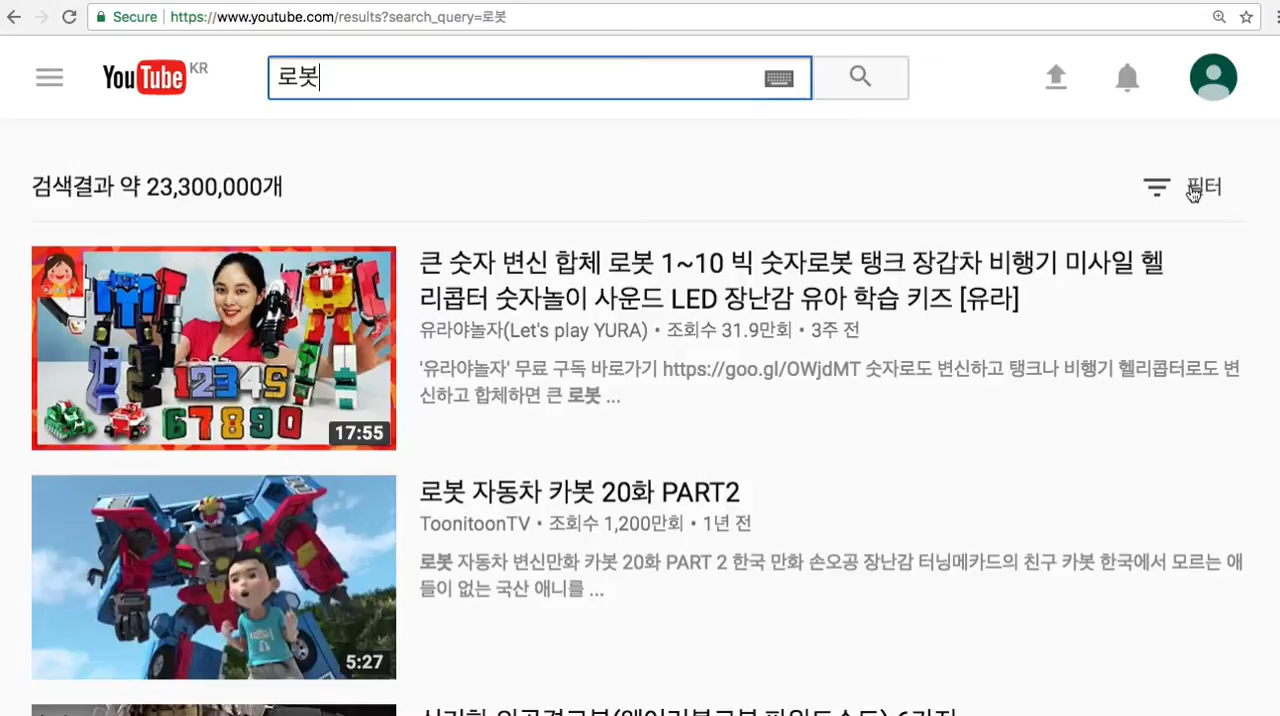 Secure https://www.youtube.com/results?search_query=로봇
YouTube KR
로봇
검색결과 약 23,300,000개
필터
큰 숫자 변신 합체 로봇 1~10 빅 숫자로봇 탱크 장갑차 비행기 미사일 헬
리콥터 숫자놀이 사운드 LED 장난감 유아 학습 키즈 [유라]
유라야놀자(Let's play YURA) • 조회수 31.9만회 • 3주 전
'유라야놀자' 무료 구독 바로가기 https://goo.gl/OWjdMT 숫자로도 변신하고 탱크나 비행기 헬리콥터로도 변
신하고 합체하면 큰 로봇 ...
12345
67890
17:55
로봇 자동차 카봇 20화 PART2
ToonitoonTV • 조회수 1,200만회 • 1년 전
로봇 자동차 변신만화 카봇 20화 PART 2 한국 만화 손오공 장난감 터닝메카드의 친구 카봇 한국에서 모르는 애
들이 없는 국산 애니를 ...
5:27